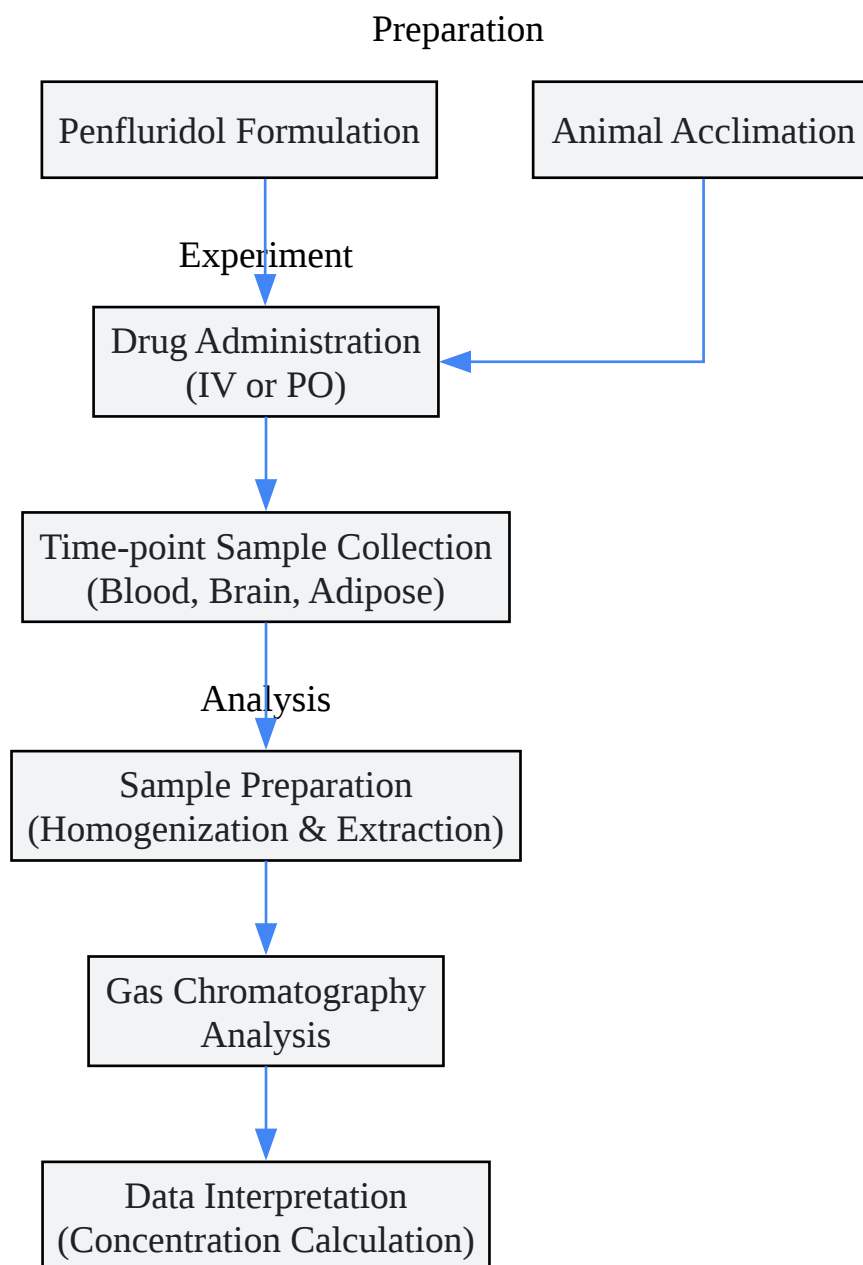 Preparation
Penfluridol Formulation
Animal Acclimation
Experiment
Drug Administration
(IV or PO)
Time-point Sample Collection
(Blood, Brain, Adipose)
Analysis
Sample Preparation
(Homogenization & Extraction)
Gas Chromatography
Analysis
Data Interpretation
(Concentration Calculation)